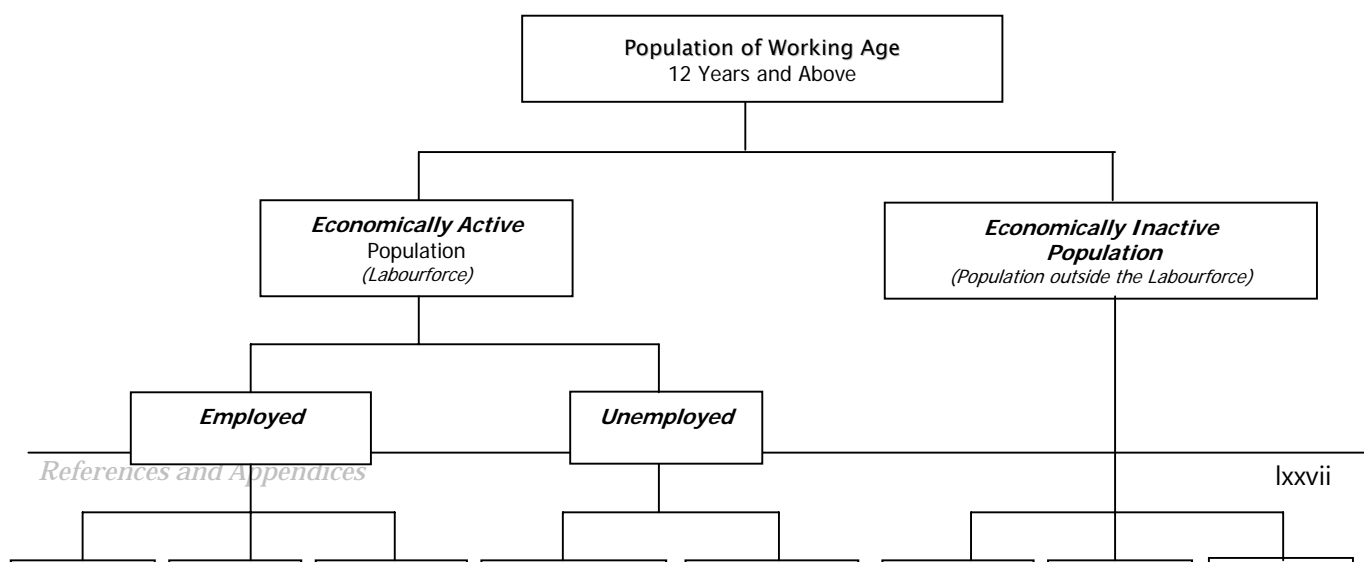 Population of Working Age
12 Years and Above
Economically Active
Population
(Labourforce)
Economically Inactive
Population
(Population outside the Labourforce)
Employed
Unemployed
References and Appendices
lxxvii